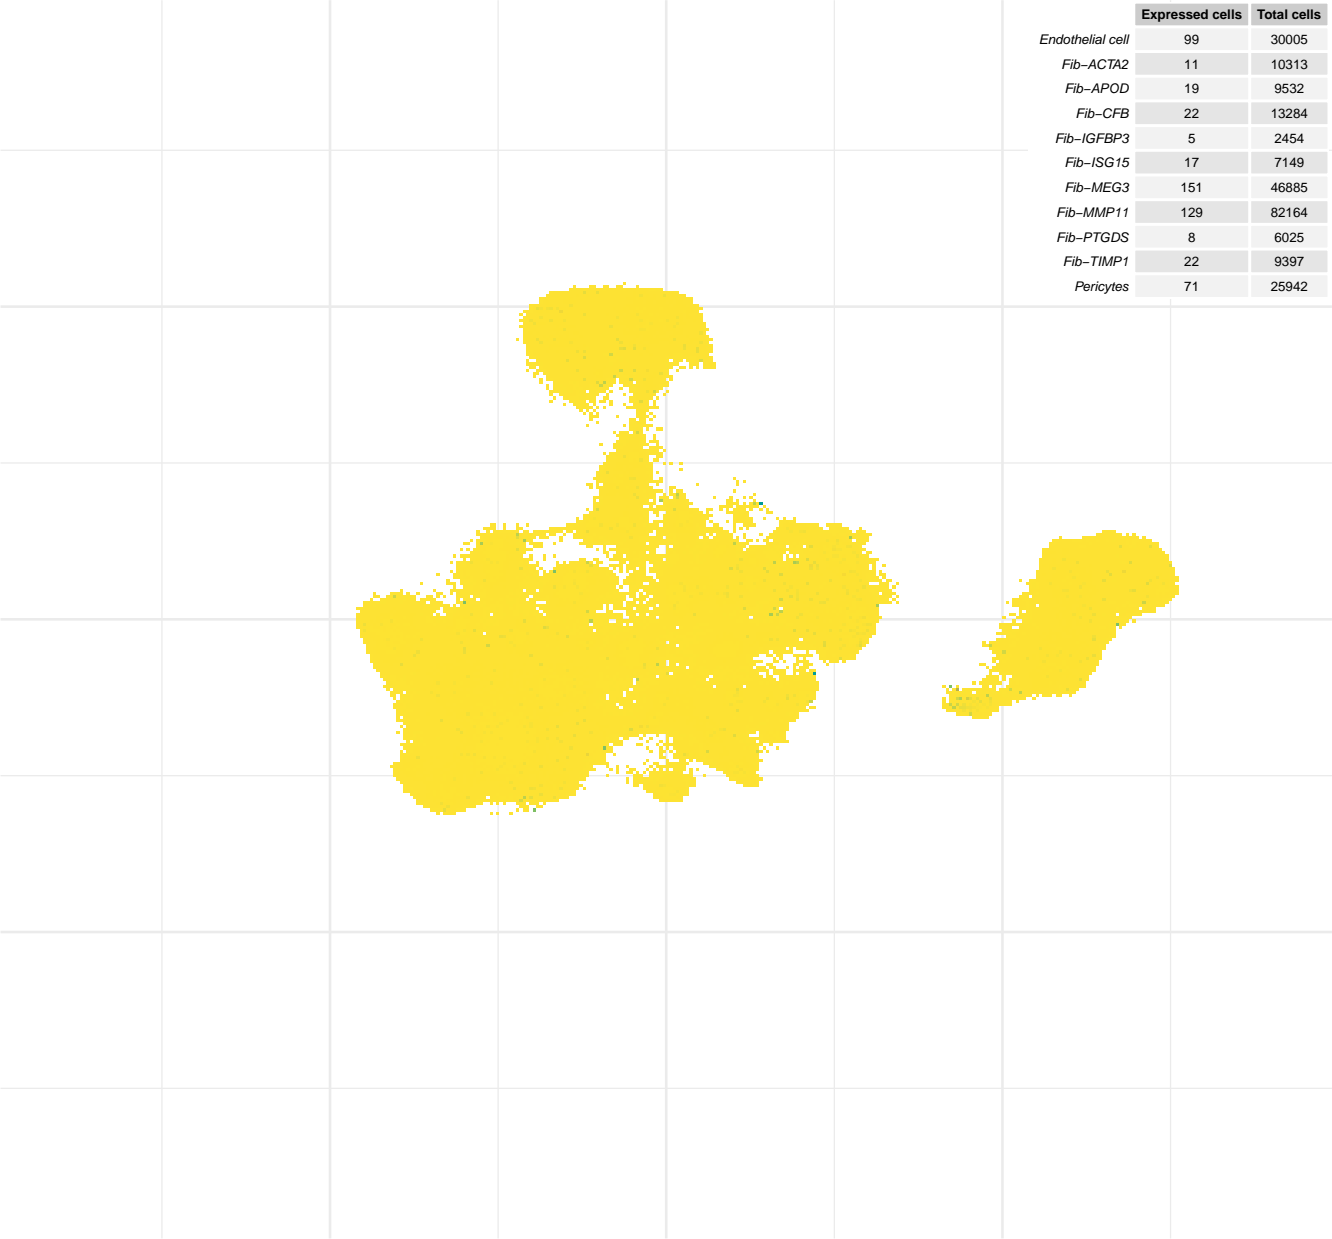 Expressed cells Total cells
Endothelial cell 99 30005
Fib−ACTA2 11 10313
Fib−APOD 19 9532
Fib−CFB 22 13284
Fib−IGFBP3 5 2454
Fib−ISG15 17 7149
Fib−MEG3 151 46885
Fib−MMP11 129 82164
Fib−PTGDS 8 6025
Fib−TIMP1 22 9397
Pericytes 71 25942